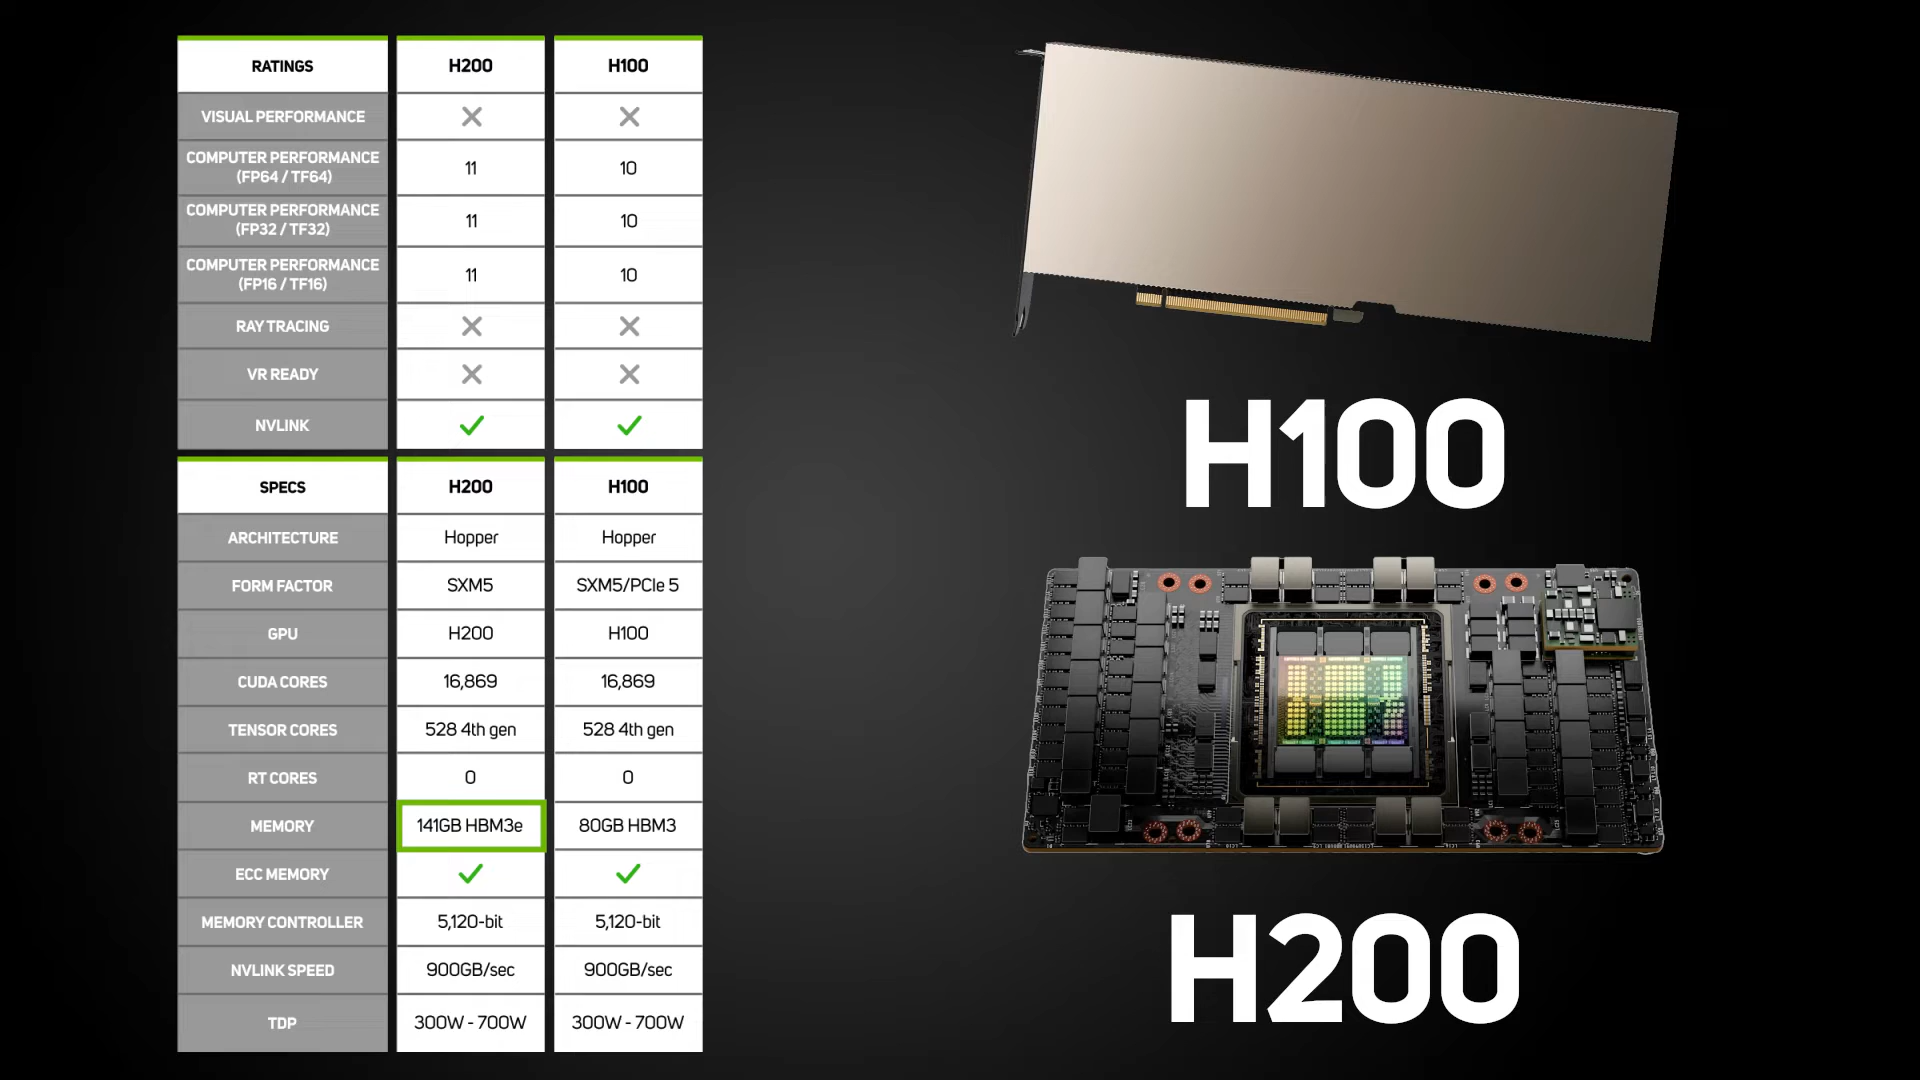 RATINGS H200 H100
VISUAL PERFORMANCE
COMPUTER PERFORMANCE
(FP64 / TF64) 11 10
COMPUTER PERFORMANCE
(FP32 / TF32) 11 10
COMPUTER PERFORMANCE
(FP16 / TF16) 11 10
RAY TRACING
VR READY
NVLINK
SPECS H200 H100
ARCHITECTURE Hopper Hopper
FORM FACTOR SXM5 SXM5/PCIe 5
GPU H200 H100
CUDA CORES 16,869 16,869
TENSOR CORES 528 4th gen 528 4th gen
RT CORES 0 0
MEMORY 141GB HBM3e 80GB HBM3
ECC MEMORY
MEMORY CONTROLLER 5,120-bit 5,120-bit
NVLINK SPEED 900GB/sec 900GB/sec
TDP 300W - 700W 300W - 700W
H100
H200